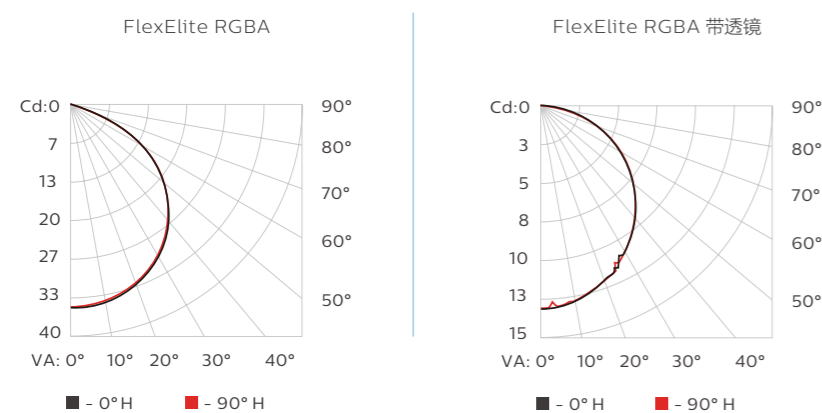 FlexElite RGBA
Cd:0
7
13
20
27
33
40
90°
80°
70°
60°
50°
VA: 0° 10° 20° 30° 40°
- 0° H - 90° H
FlexElite RGBA 带透镜
Cd:0
3
5
8
10
13
15
90°
80°
70°
60°
50°
VA: 0° 10° 20° 30° 40°
- 0° H - 90° H